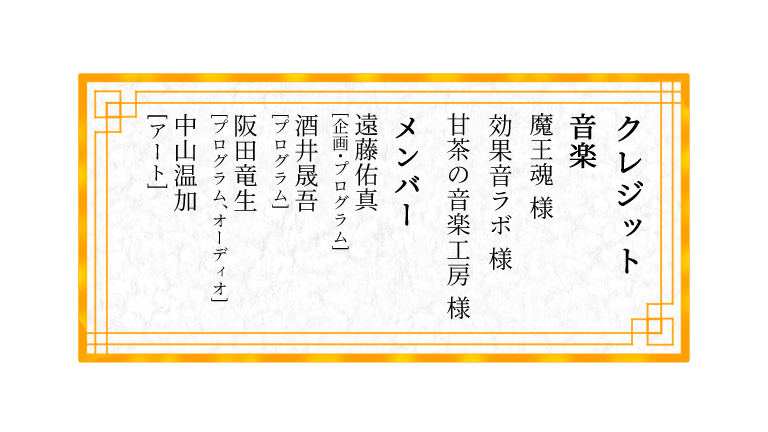 クレジット
音楽
魔王魂 様
効果音ラボ 様
甘茶の音楽工房 様
メンバー
遠藤佑真
[企画・プログラム]
酒井晟吾
[プログラム]
阪田竜生
[プログラム、オーディオ]
中山温加
[アート]